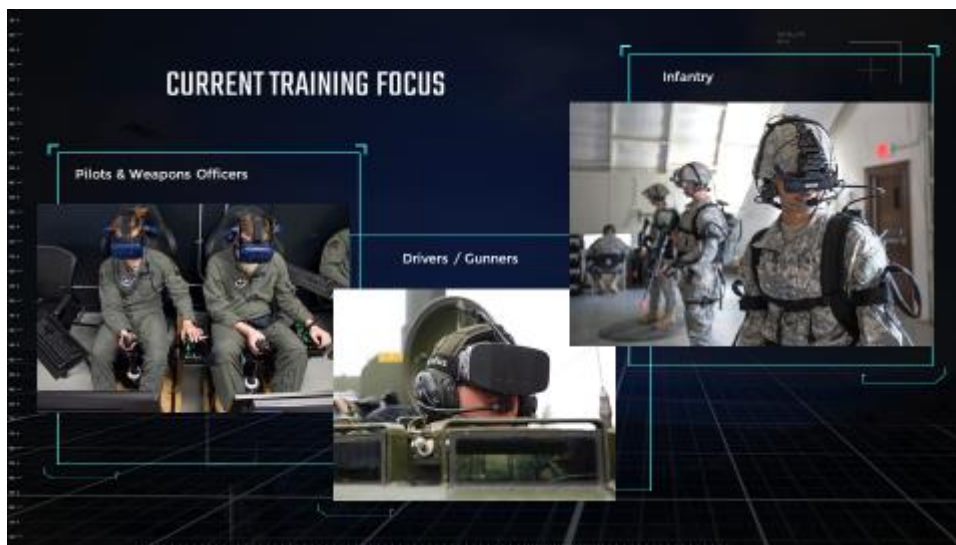 CURRENT TRAINING FOCUS
Infantry
Pilots & Weapons Officers
Drivers / Gunners